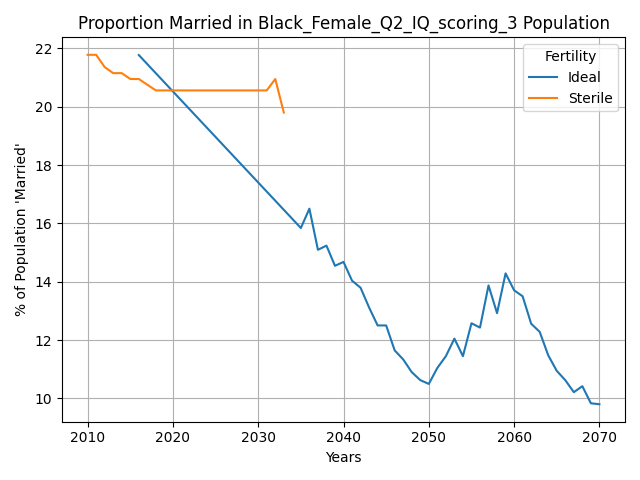 Proportion Married in Black_Female_Q2_IQ_scoring_3 Population
Fertility
Ideal
Sterile
% of Population 'Married'
22
20
18
16
14
12
10
2010 2020 2030 2040 2050 2060 2070
Years